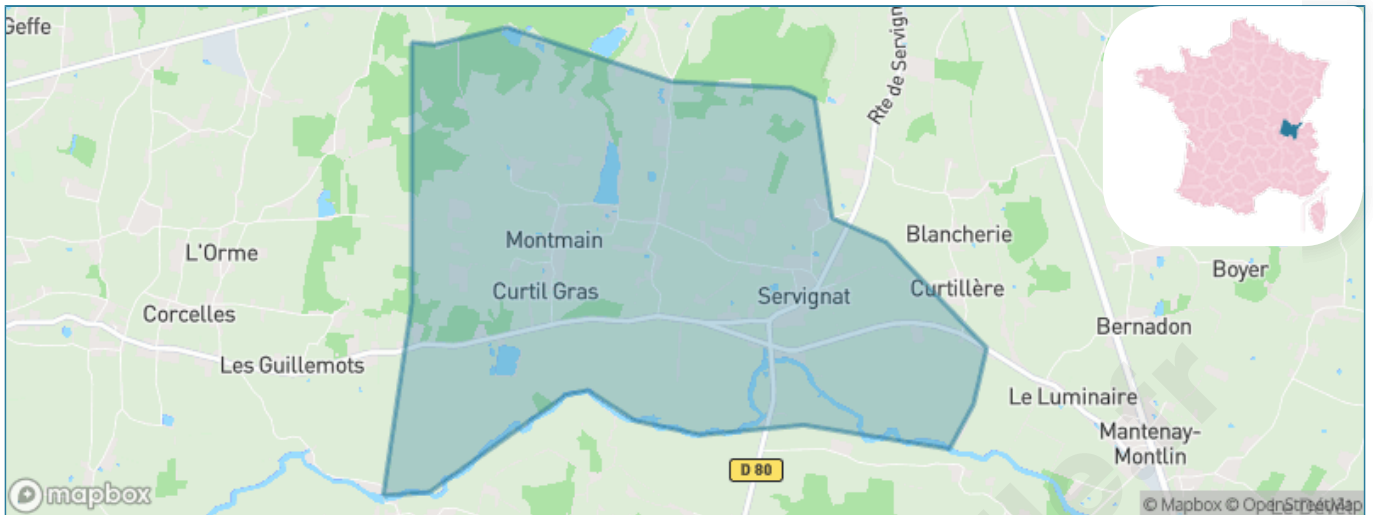 Geffe
Rte de Servign
L'Orme
Montmain
Blancherie
Boyer
Curtil Gras
Servignat
Curtillère
Corcelles
Bernadon
Les Guillemots
Le Luminaire
Mantenay-
Montlin
D 80
mapbox
© Mapbox © OpenStreetMap